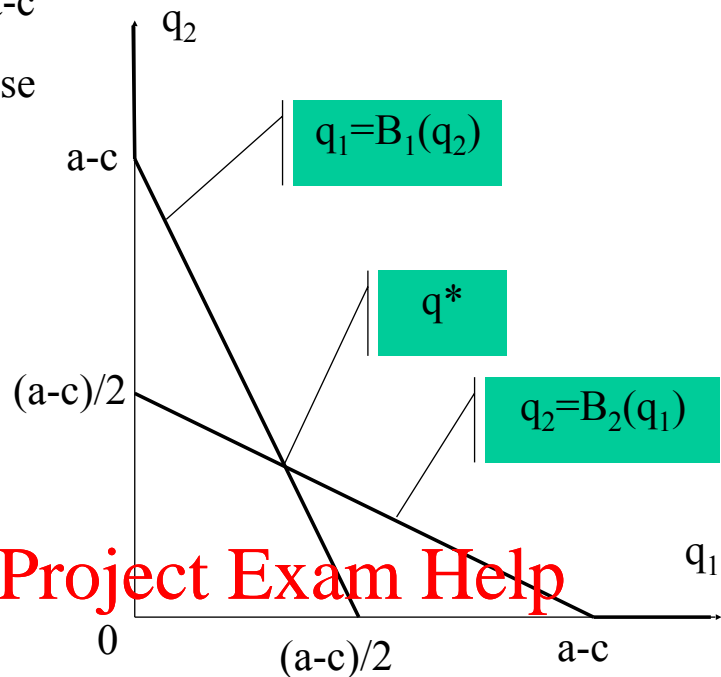 a-c
q₂
se
q₁=B₁(q₂)
a-c
q*
(a-c)/2
q₂=B₂(q₁)
Project Exam Help
q₁
0
(a-c)/2
a-c